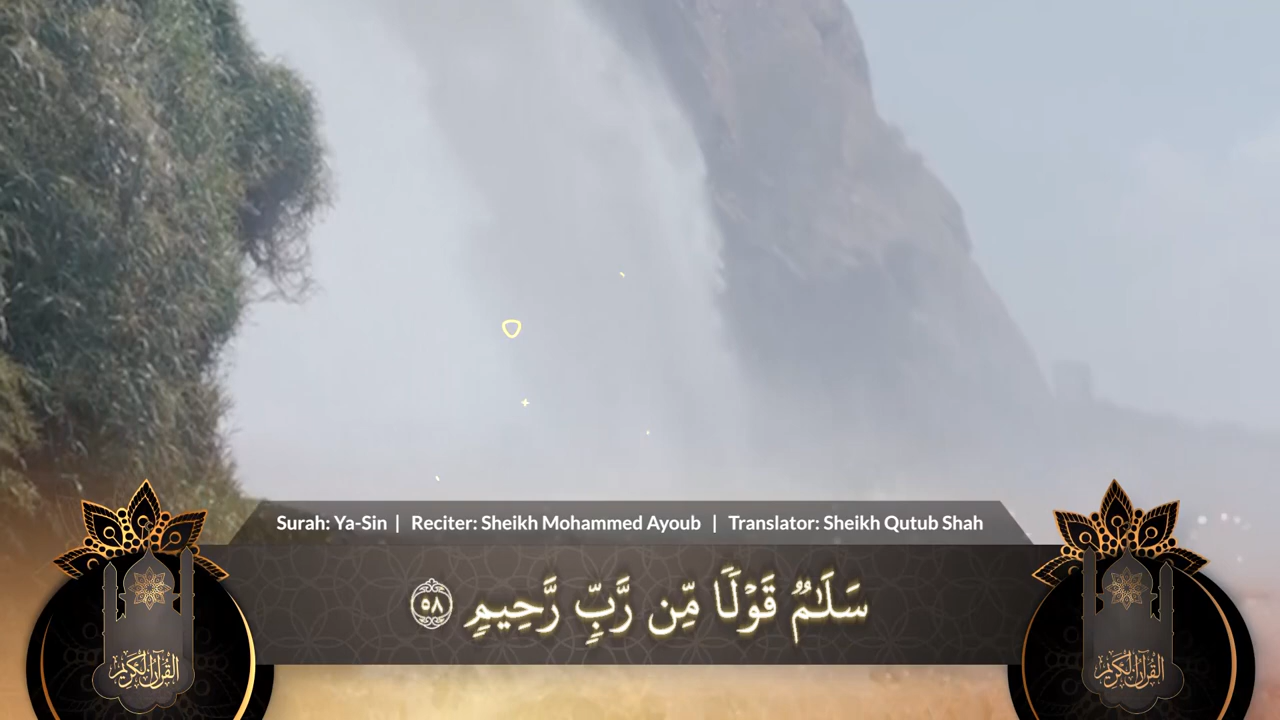 Surah: Ya-Sin | Reciter: Sheikh Mohammed Ayoub | Translator: Sheikh Qutub Shah
سَلَـٰمٌۭ قَوْلًۭا مِّن رَّبٍّۢ رَّحِيمٍۢ ٥٨
القرآن الكريم
القرآن الكريم